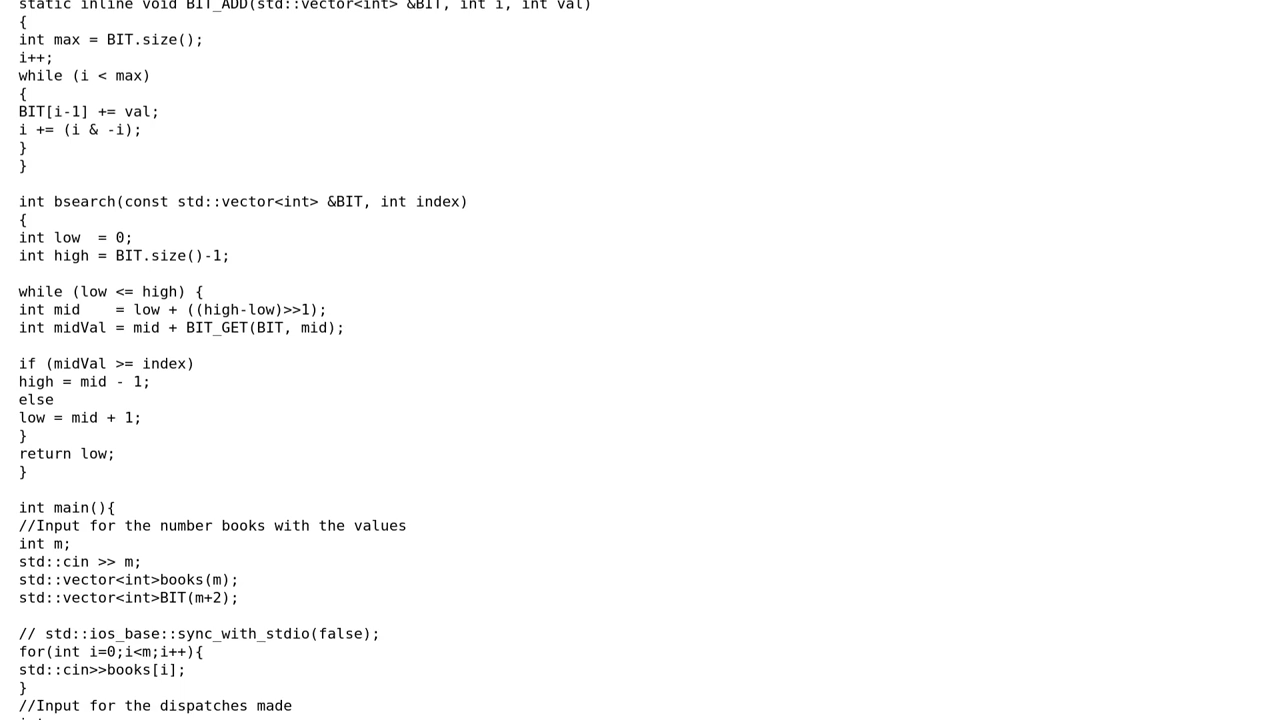 static inline void BIT_ADD(std::vector<int> &BIT, int i, int val)
{
int max = BIT.size();
i++;
while (i < max)
{
BIT[i-1] += val;
i += (i & -i);
}
}

int bsearch(const std::vector<int> &BIT, int index)
{
int low  = 0;
int high = BIT.size()-1;

while (low <= high) {
int mid    = low + ((high-low)>>1);
int midVal = mid + BIT_GET(BIT, mid);

if (midVal >= index)
high = mid - 1;
else
low = mid + 1;
}
return low;
}

int main(){
//Input for the number books with the values
int m;
std::cin >> m;
std::vector<int>books(m);
std::vector<int>BIT(m+2);

// std::ios_base::sync_with_stdio(false);
for(int i=0;i<m;i++){
std::cin>>books[i];
}
//Input for the dispatches made